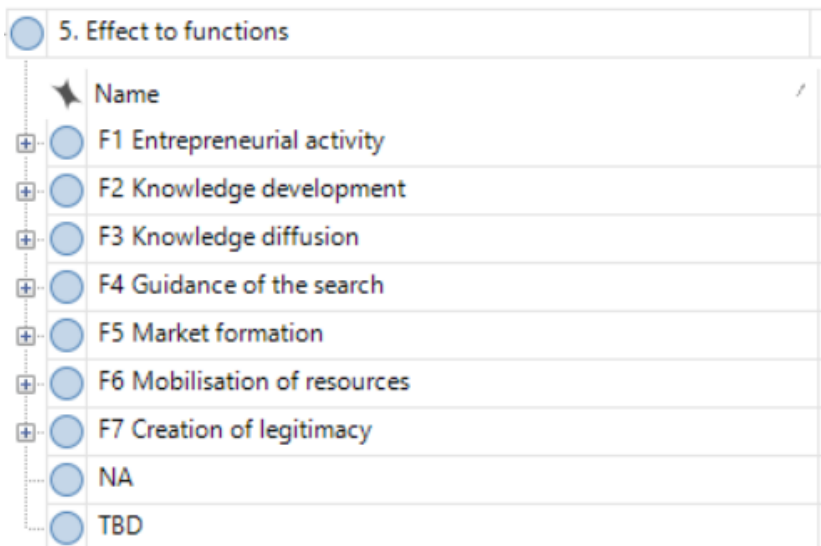 5. Effect to functions
Name
F1 Entrepreneurial activity
F2 Knowledge development
F3 Knowledge diffusion
F4 Guidance of the search
F5 Market formation
F6 Mobilisation of resources
F7 Creation of legitimacy
NA
TBD